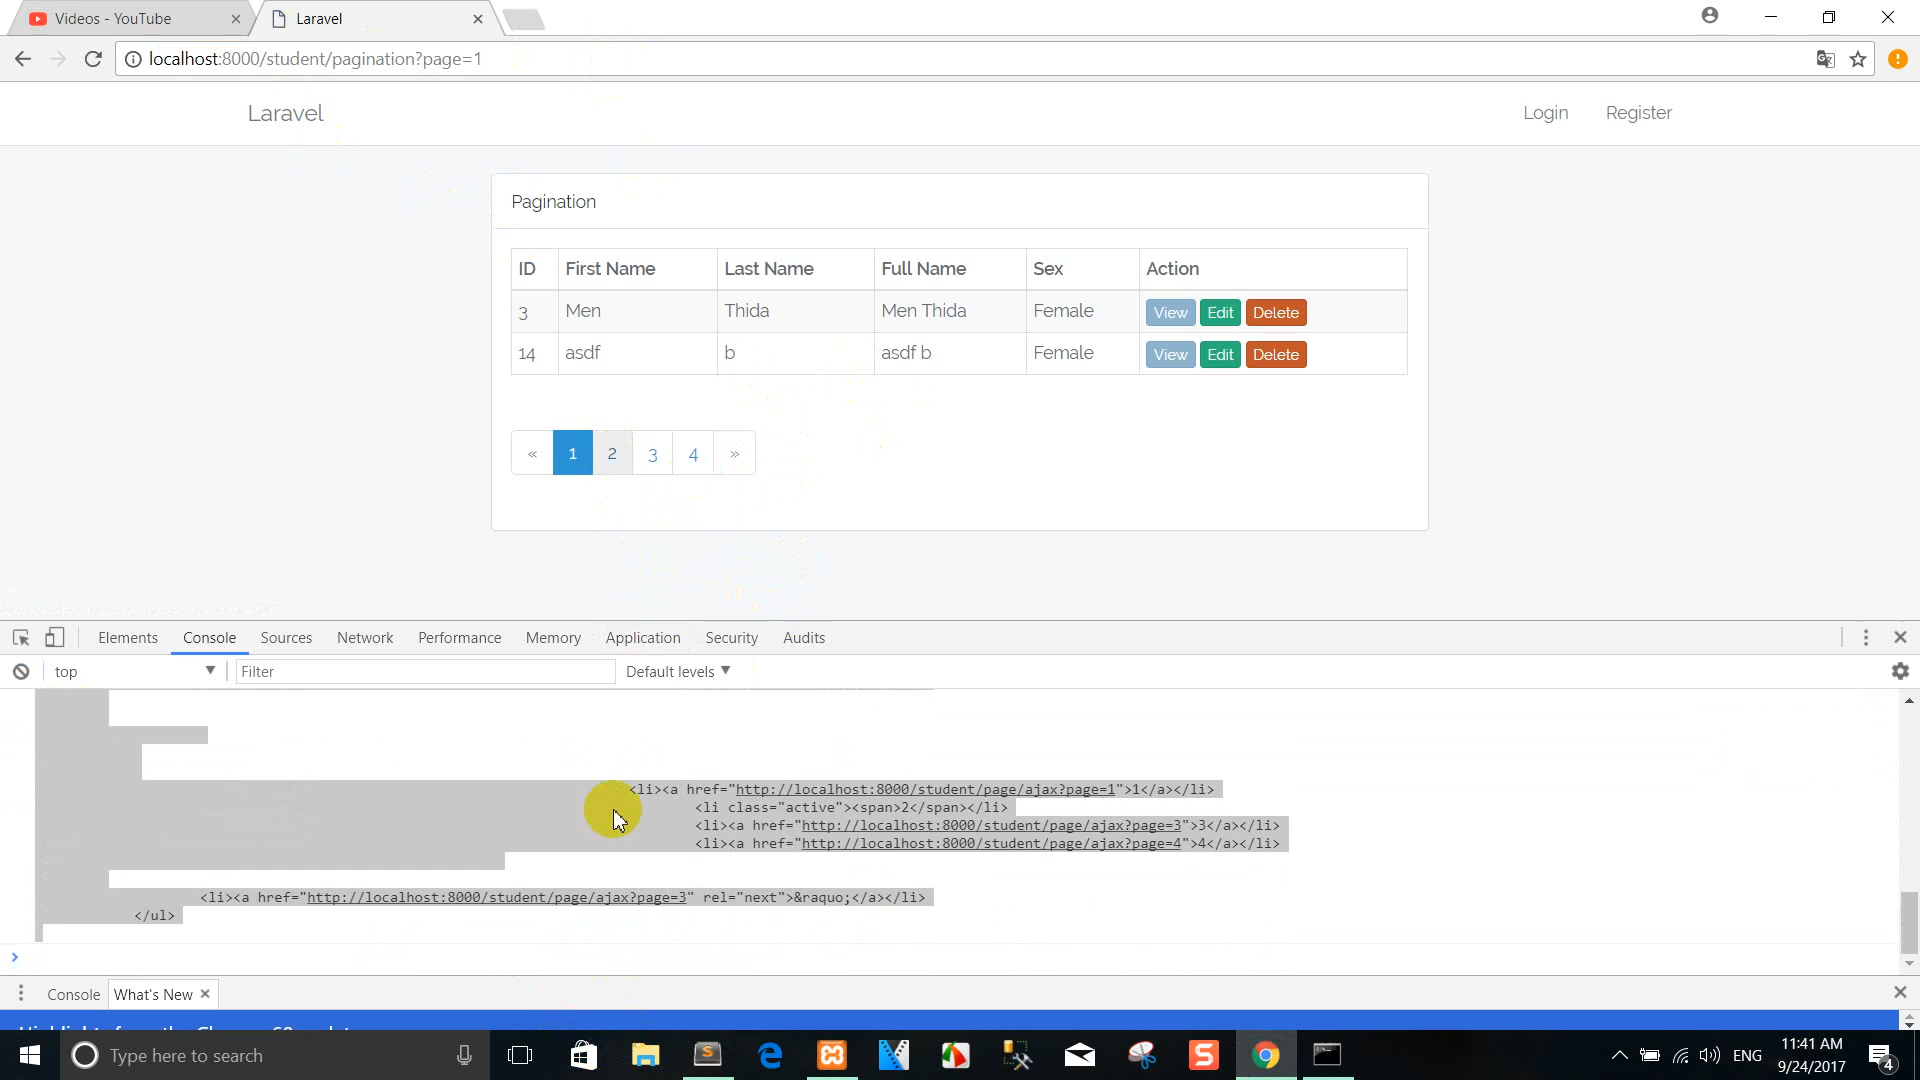 Videos - YouTube
Laravel
localhost:8000/student/pagination?page=1
Laravel
Login
Register
Pagination
ID First Name Last Name Full Name Sex Action
3 Men Thida Men Thida Female View Edit Delete
14 asdf b asdf b Female View Edit Delete
« 1 2 3 4 »
Elements Console Sources Network Performance Memory Application Security Audits
top Filter Default levels
<li><a href="http://localhost:8000/student/page/ajax?page=1">1</a></li>
<li class="active"><span>2</span></li>
<li><a href="http://localhost:8000/student/page/ajax?page=3">3</a></li>
<li><a href="http://localhost:8000/student/page/ajax?page=4">4</a></li>
<li><a href="http://localhost:8000/student/page/ajax?page=3" rel="next">&raquo;</a></li>
</ul>
Console What's New
Type here to search
ENG
11:41 AM
9/24/2017
4